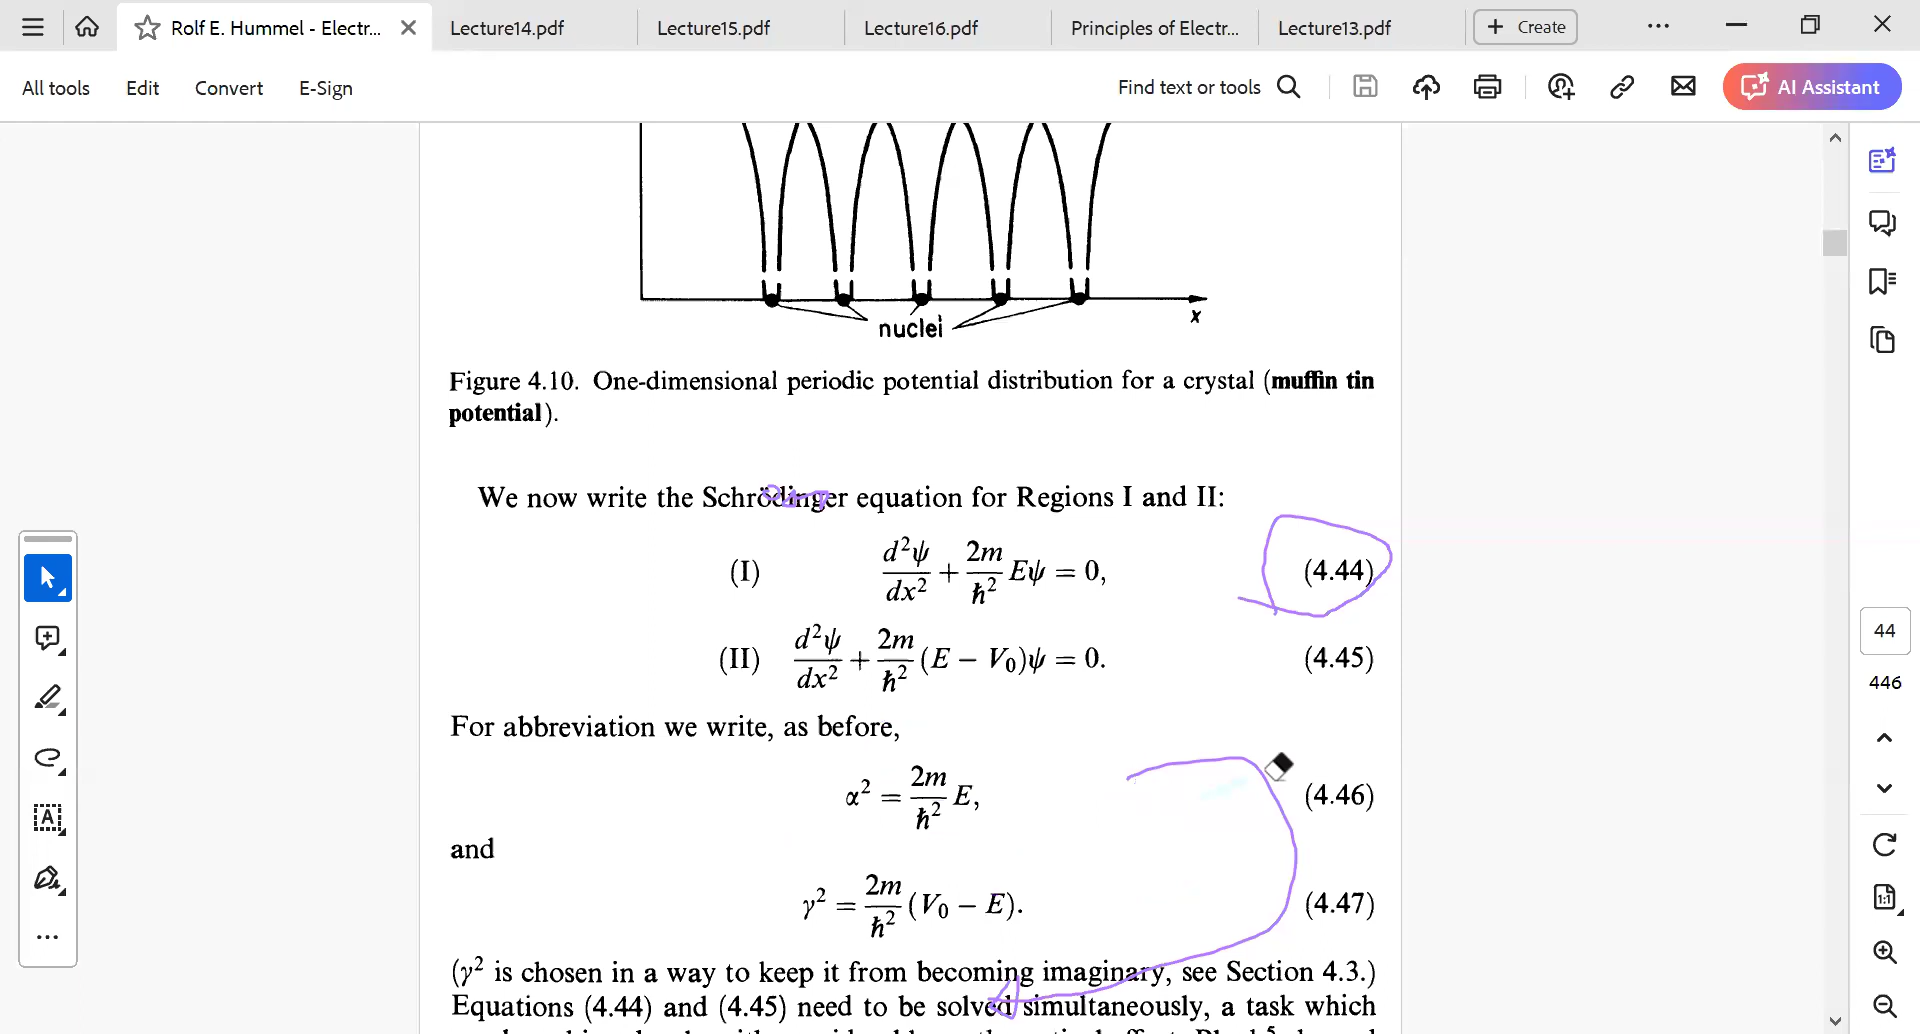 Rolf E. Hummel - Electr...
Lecture14.pdf
Lecture15.pdf
Lecture16.pdf
Principles of Electr...
Lecture13.pdf
+ Create
All tools
Edit
Convert
E-Sign
Find text or tools
AI Assistant
nuclei
x
Figure 4.10. One-dimensional periodic potential distribution for a crystal (muffin tin
potential).
We now write the Schrödinger equation for Regions I and II:
(I) d²ψ/dx² + 2m/ħ² Eψ = 0, (4.44)
(II) d²ψ/dx² + 2m/ħ² (E − V₀)ψ = 0. (4.45)
For abbreviation we write, as before,
α² = 2m/ħ² E, (4.46)
and
γ² = 2m/ħ² (V₀ − E). (4.47)
(γ² is chosen in a way to keep it from becoming imaginary, see Section 4.3.)
Equations (4.44) and (4.45) need to be solved simultaneously, a task which
44
446